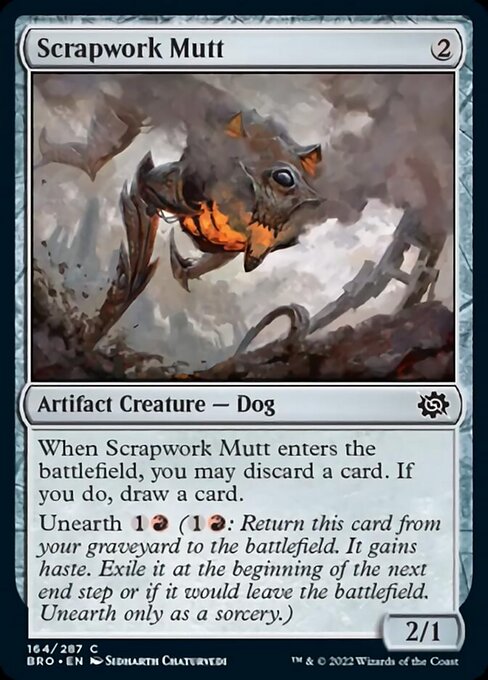 Scrapwork Mutt 2
Artifact Creature — Dog
When Scrapwork Mutt enters the
battlefield, you may discard a card. If
you do, draw a card.
Unearth 1 (1: Return this card from
your graveyard to the battlefield. It gains
haste. Exile it at the beginning of the next
end step or if it would leave the battlefield.
Unearth only as a sorcery.)
2/1
164/287 C
BRO • EN Sidharth Chaturvedi
™ & © 2022 Wizards of the Coast